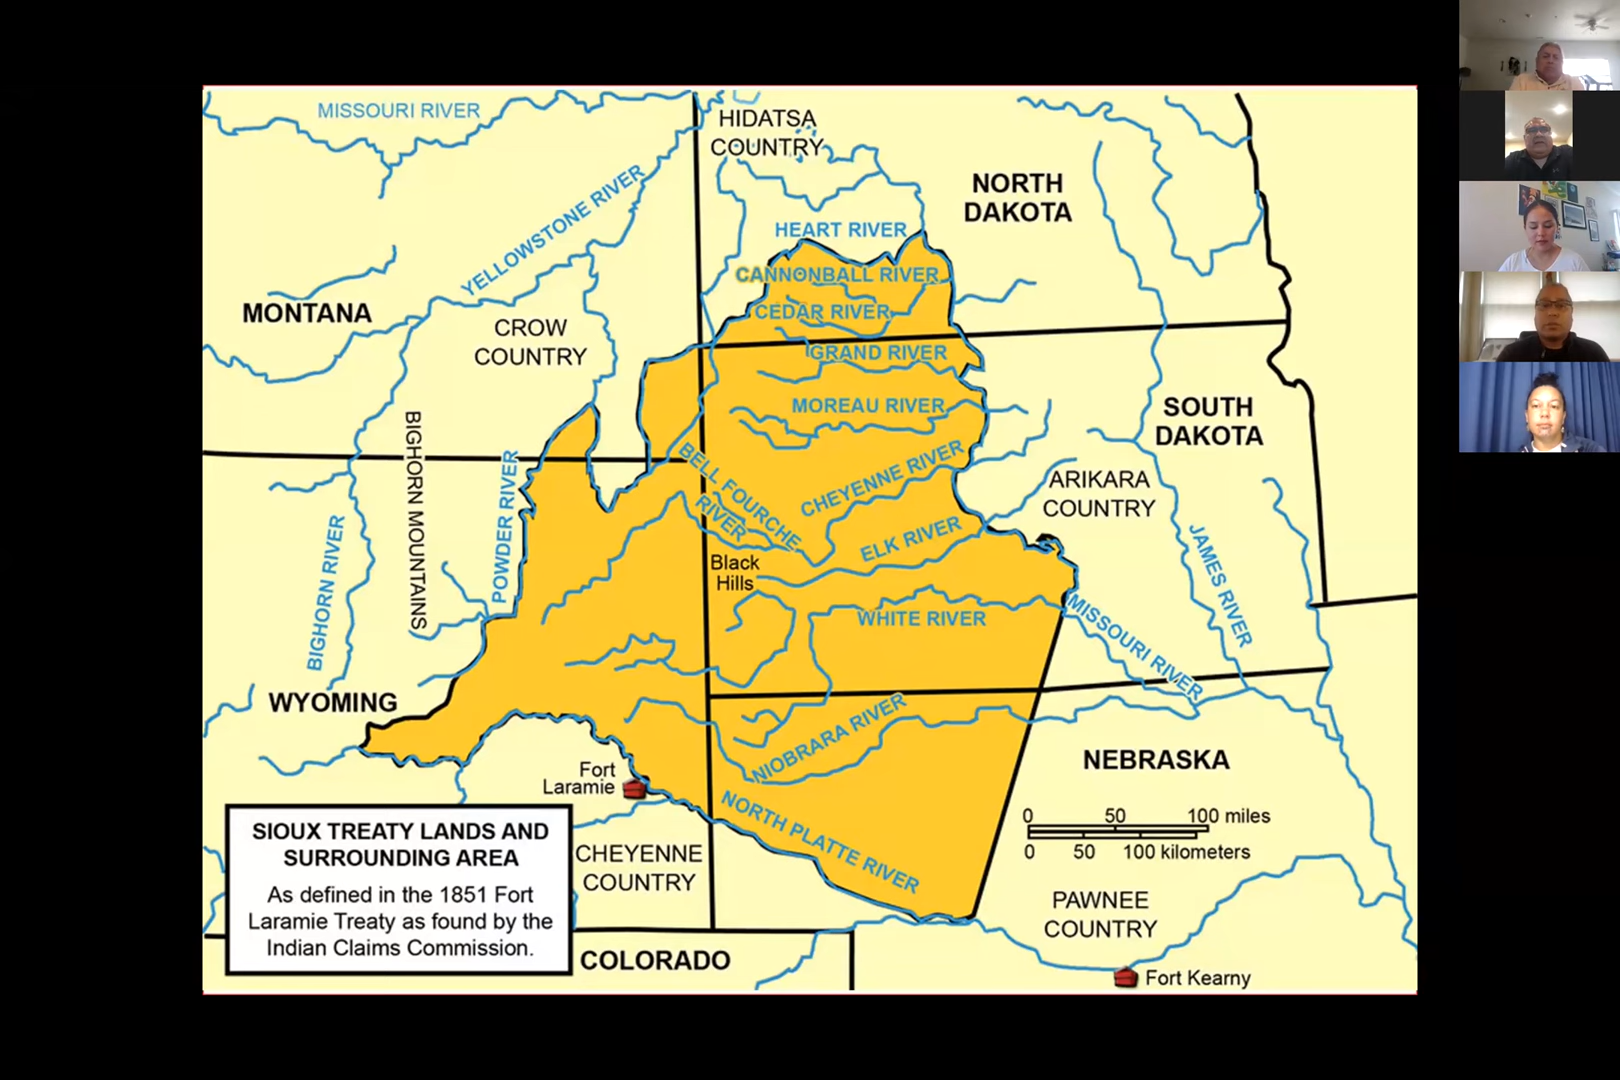 MISSOURI RIVER
HIDATSA
COUNTRY
NORTH
DAKOTA
YELLOWSTONE RIVER
HEART RIVER
CANNONBALL RIVER
MONTANA
CROW
COUNTRY
CEDAR RIVER
GRAND RIVER
MOREAU RIVER
SOUTH
DAKOTA
BIGHORN MOUNTAINS
POWDER RIVER
BELL FOURCHE
RIVER
CHEYENNE RIVER
ARIKARA
COUNTRY
BIGHORN RIVER
ELK RIVER
JAMES RIVER
Black
Hills
WHITE RIVER
MISSOURI RIVER
WYOMING
NIOBRARA RIVER
NEBRASKA
Fort
Laramie
NORTH PLATTE RIVER
0 50 100 miles
0 50 100 kilometers
SIOUX TREATY LANDS AND
SURROUNDING AREA
As defined in the 1851 Fort
Laramie Treaty as found by the
Indian Claims Commission.
CHEYENNE
COUNTRY
PAWNEE
COUNTRY
COLORADO
Fort Kearny